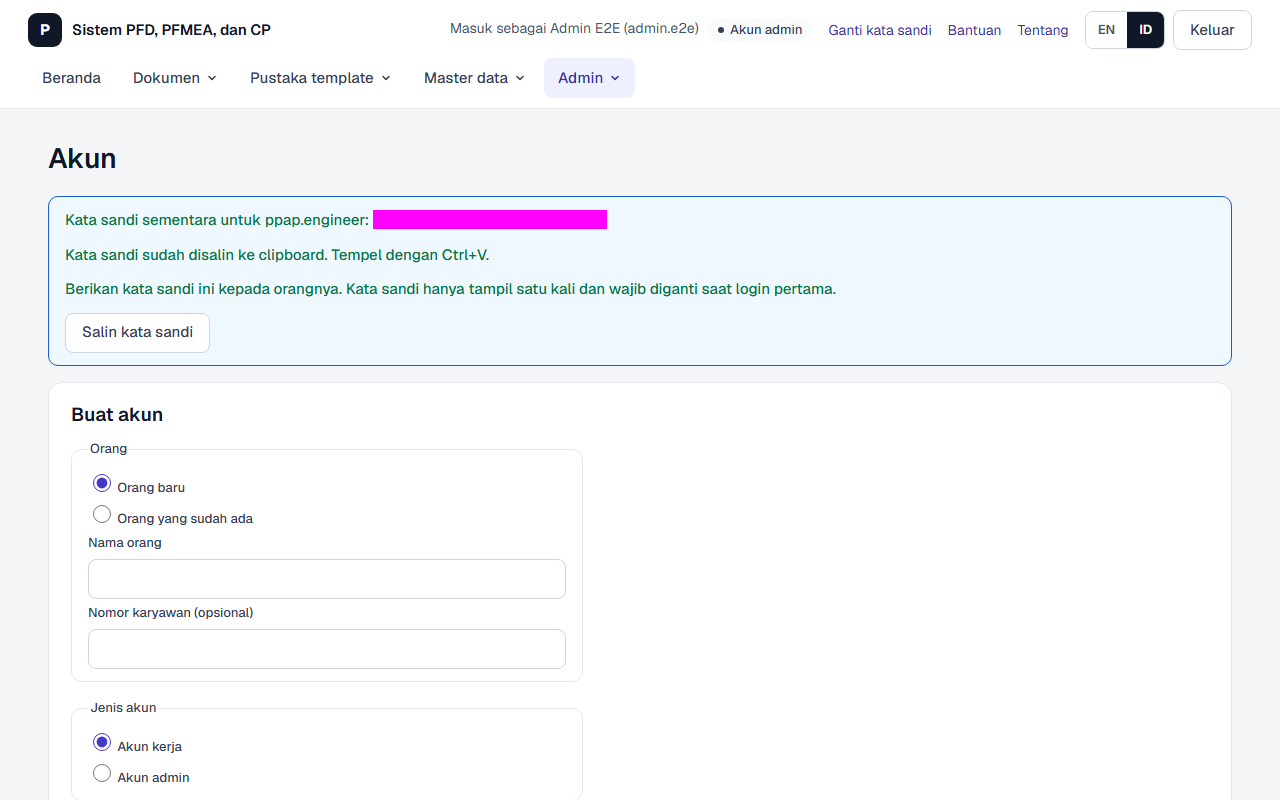 P Sistem PFD, PFMEA, dan CP
Masuk sebagai Admin E2E (admin.e2e) Akun admin Ganti kata sandi Bantuan Tentang EN ID Keluar
Beranda Dokumen Pustaka template Master data Admin
Akun
Kata sandi sementara untuk ppap.engineer:
Kata sandi sudah disalin ke clipboard. Tempel dengan Ctrl+V.
Berikan kata sandi ini kepada orangnya. Kata sandi hanya tampil satu kali dan wajib diganti saat login pertama.
Salin kata sandi
Buat akun
Orang
Orang baru
Orang yang sudah ada
Nama orang
Nomor karyawan (opsional)
Jenis akun
Akun kerja
Akun admin